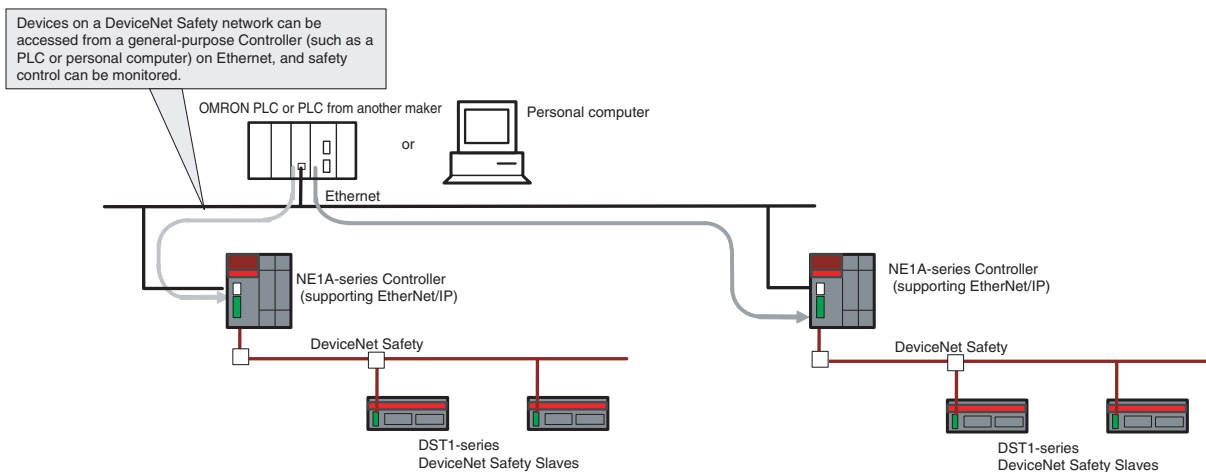 Devices on a DeviceNet Safety network can be
accessed from a general-purpose Controller (such as a
PLC or personal computer) on Ethernet, and safety
control can be monitored.
OMRON PLC or PLC from another maker
or
Personal computer
Ethernet
NE1A-series Controller
(supporting EtherNet/IP)
NE1A-series Controller
(supporting EtherNet/IP)
DeviceNet Safety
DeviceNet Safety
DST1-series
DeviceNet Safety Slaves
DST1-series
DeviceNet Safety Slaves